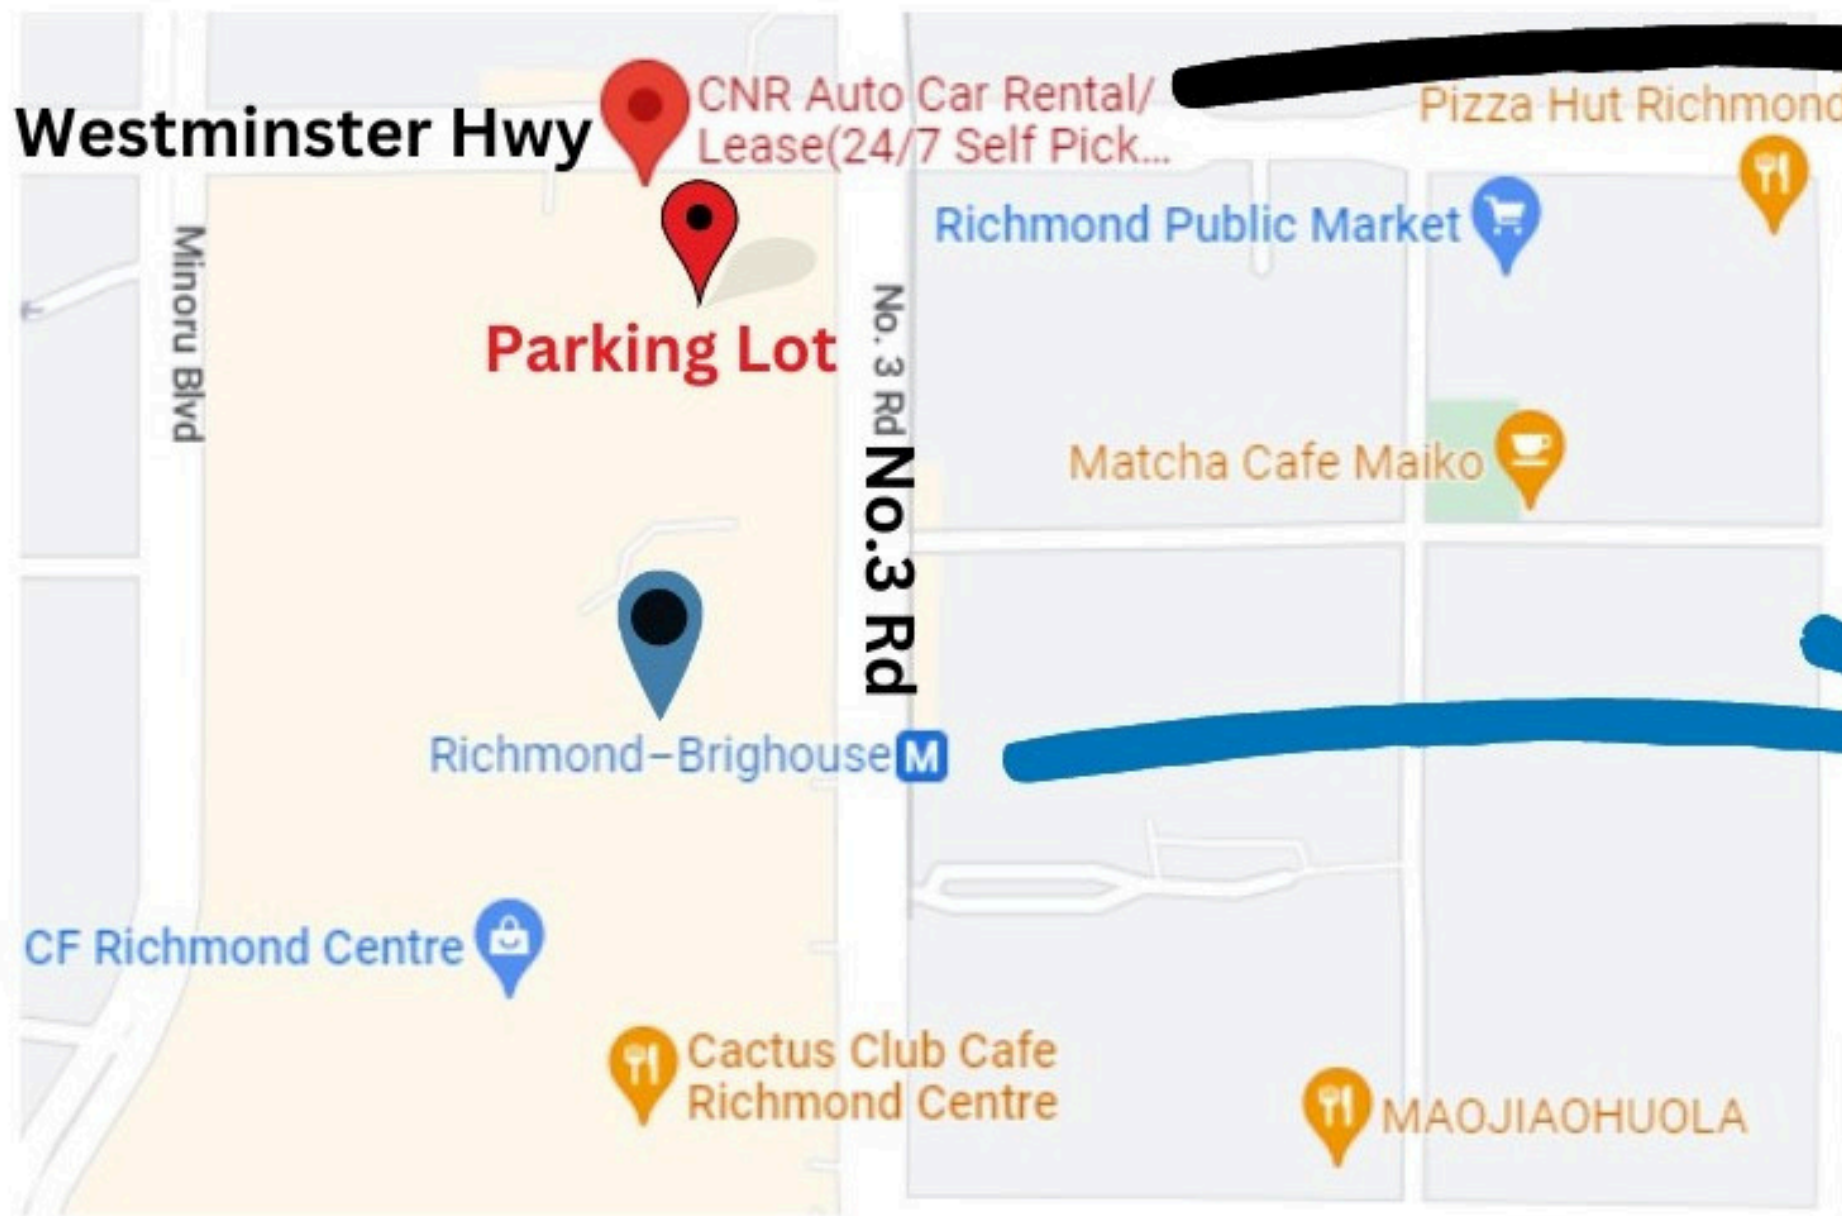 CNR Auto Car Rental/
Lease(24/7 Self Pick...
Westminster Hwy
Pizza Hut Richmond
Richmond Public Market
Minoru Blvd
Parking Lot
No. 3 Rd
No.3 Rd
Matcha Cafe Maiko
Richmond–Brighouse M
CF Richmond Centre
Cactus Club Cafe
Richmond Centre
MAOJIAOHUOLA